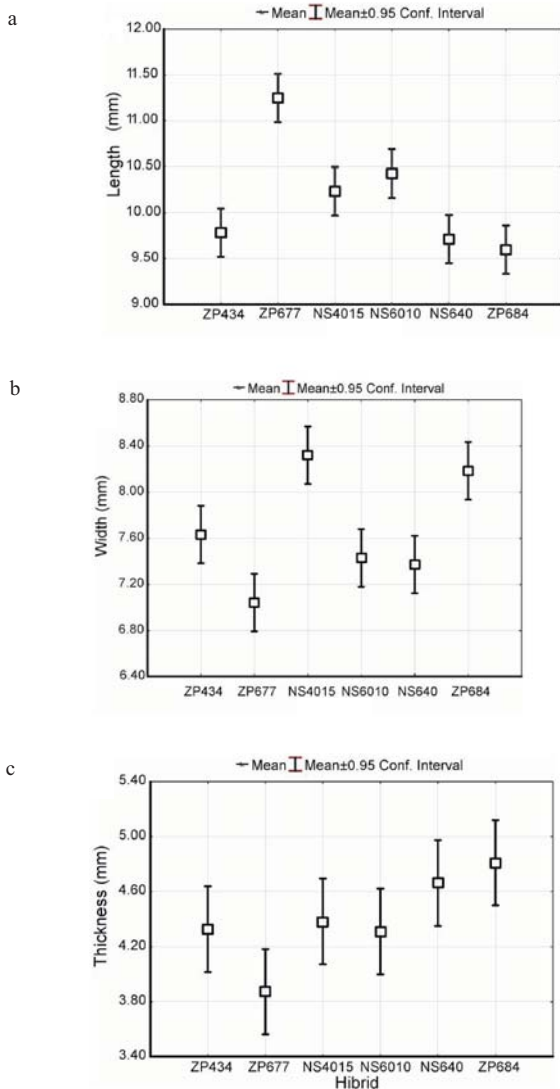 a
Mean Mean±0.95 Conf. Interval
12.00
11.50
11.00
10.50
10.00
9.50
9.00
Length (mm)
ZP434 ZP677 NS4015 NS6010 NS640 ZP684
b
Mean Mean±0.95 Conf. Interval
8.80
8.40
8.00
7.60
7.20
6.80
6.40
Width (mm)
ZP434 ZP677 NS4015 NS6010 NS640 ZP684
c
Mean Mean±0.95 Conf. Interval
5.40
5.00
4.60
4.20
3.80
3.40
Thickness (mm)
ZP434 ZP677 NS4015 NS6010 NS640 ZP684
Hibrid